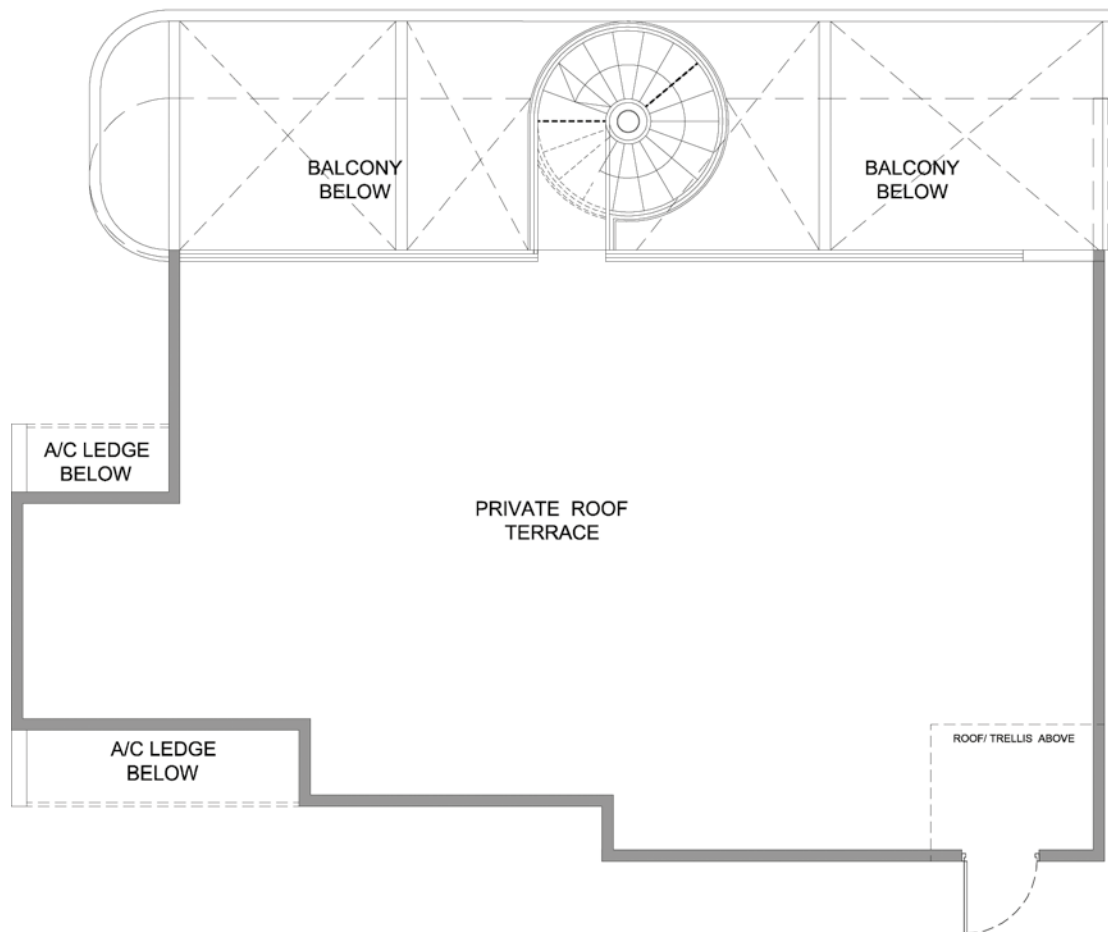 BALCONY
BELOW
BALCONY
BELOW
A/C LEDGE
BELOW
PRIVATE ROOF
TERRACE
ROOF/ TRELLIS ABOVE
A/C LEDGE
BELOW